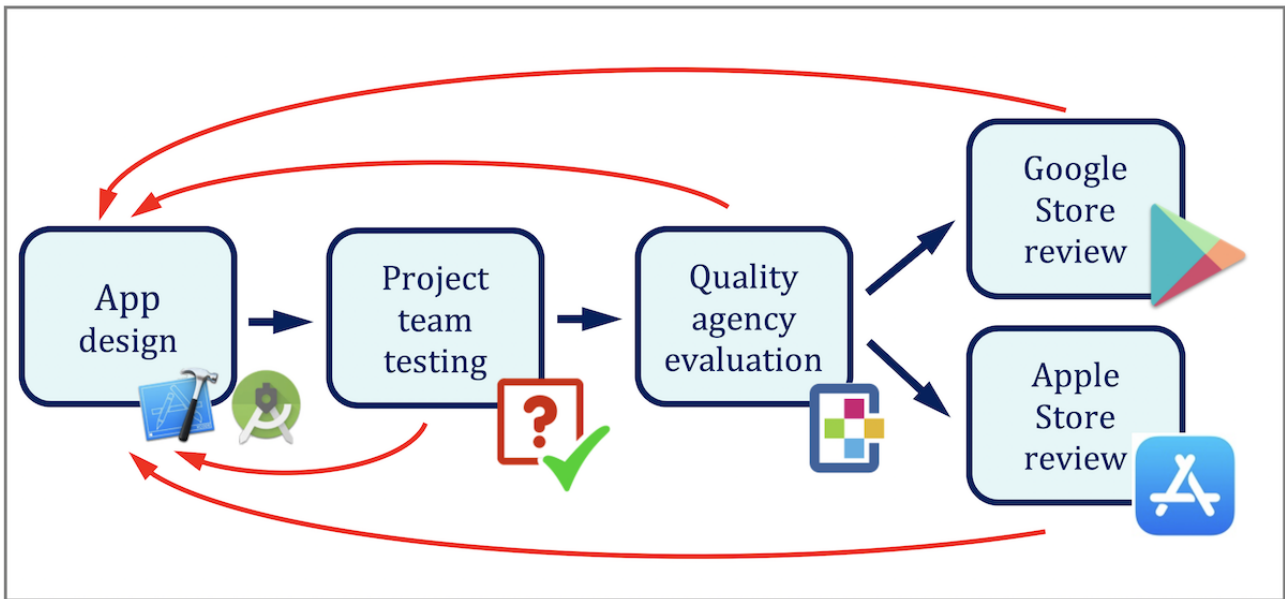 App
design
Project
team
testing
Quality
agency
evaluation
Google
Store
review
Apple
Store
review
?